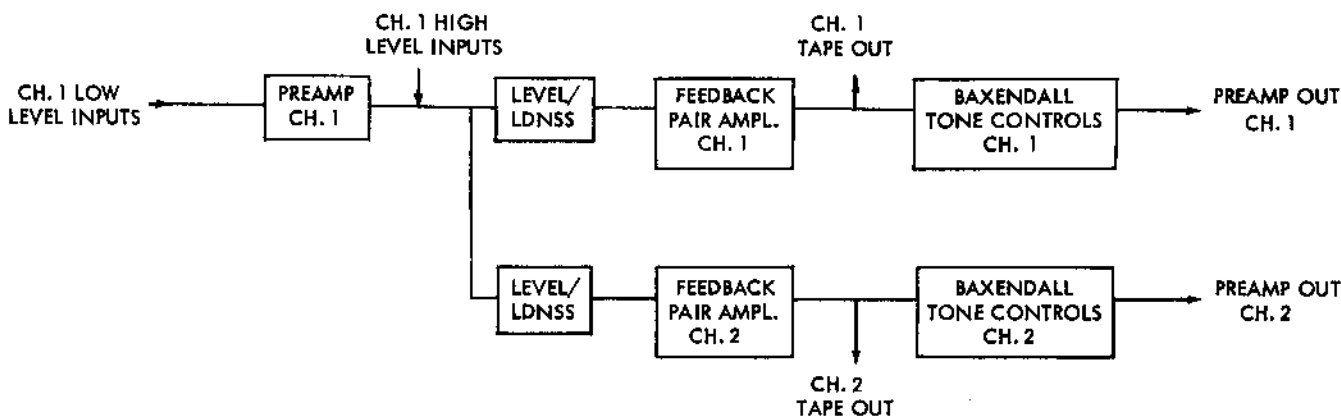 CH. 1 LOW
LEVEL INPUTS
PREAMP
CH. 1
CH. 1 HIGH
LEVEL INPUTS
LEVEL/
LDNSS
FEEDBACK
PAIR AMPL.
CH. 1
CH. 1
TAPE OUT
BAXENDALL
TONE CONTROLS
CH. 1
PREAMP OUT
CH. 1
LEVEL/
LDNSS
FEEDBACK
PAIR AMPL.
CH. 2
CH. 2
TAPE OUT
BAXENDALL
TONE CONTROLS
CH. 2
PREAMP OUT
CH. 2